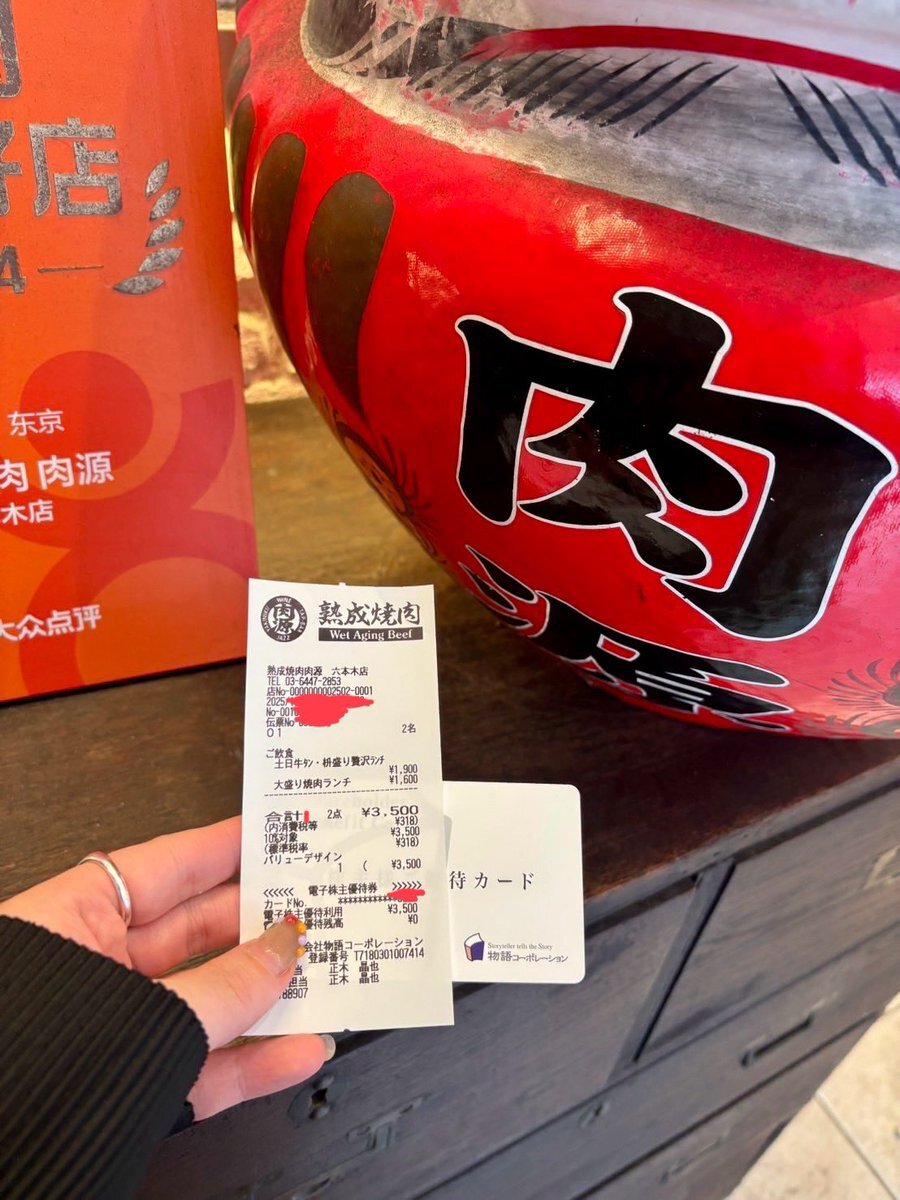 店
4
东京
肉 肉源
木店
大众点评
肉
源
肉源
熟成焼肉
Wet Aging Beef
熟成焼肉肉源 六本木店
TEL 03-6447-2853
店No-0000000002502-0001
2025/
No-001
伝票No
01 2名
ご飲食
土日牛ﾀﾝ・枡盛り贅沢ﾗﾝﾁ
¥1,900
大盛り焼肉ランチ ¥1,600
合計 2点 ¥3,500
(内消費税等 ¥318)
10%対象 ¥3,500
(標準税率 ¥318)
バリューデザイン
1 ( ¥3,500
<<<<<< 電子株主優待券 >>>>>>
カードNo. ************
電子株主優待利用 ¥3,500
優待残高 ¥0
会社物語コーポレーション
登録番号 T7180301007414
当 正木 晶也
担当 正木 晶也
88907
待カード
Storyteller tells the Story
物語コーポレーション